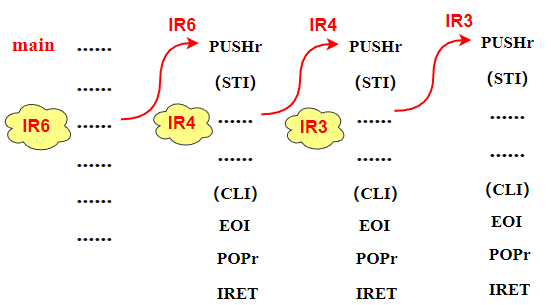 IR6 IR4 IR3
main ...... PUSHr PUSHr PUSHr
...... (STI) (STI) (STI)
IR6 ...... IR4 ...... IR3 ...... ......
...... ...... ...... ......
...... (CLI) (CLI) (CLI)
...... EOI EOI EOI
POPr POPr POPr
IRET IRET IRET